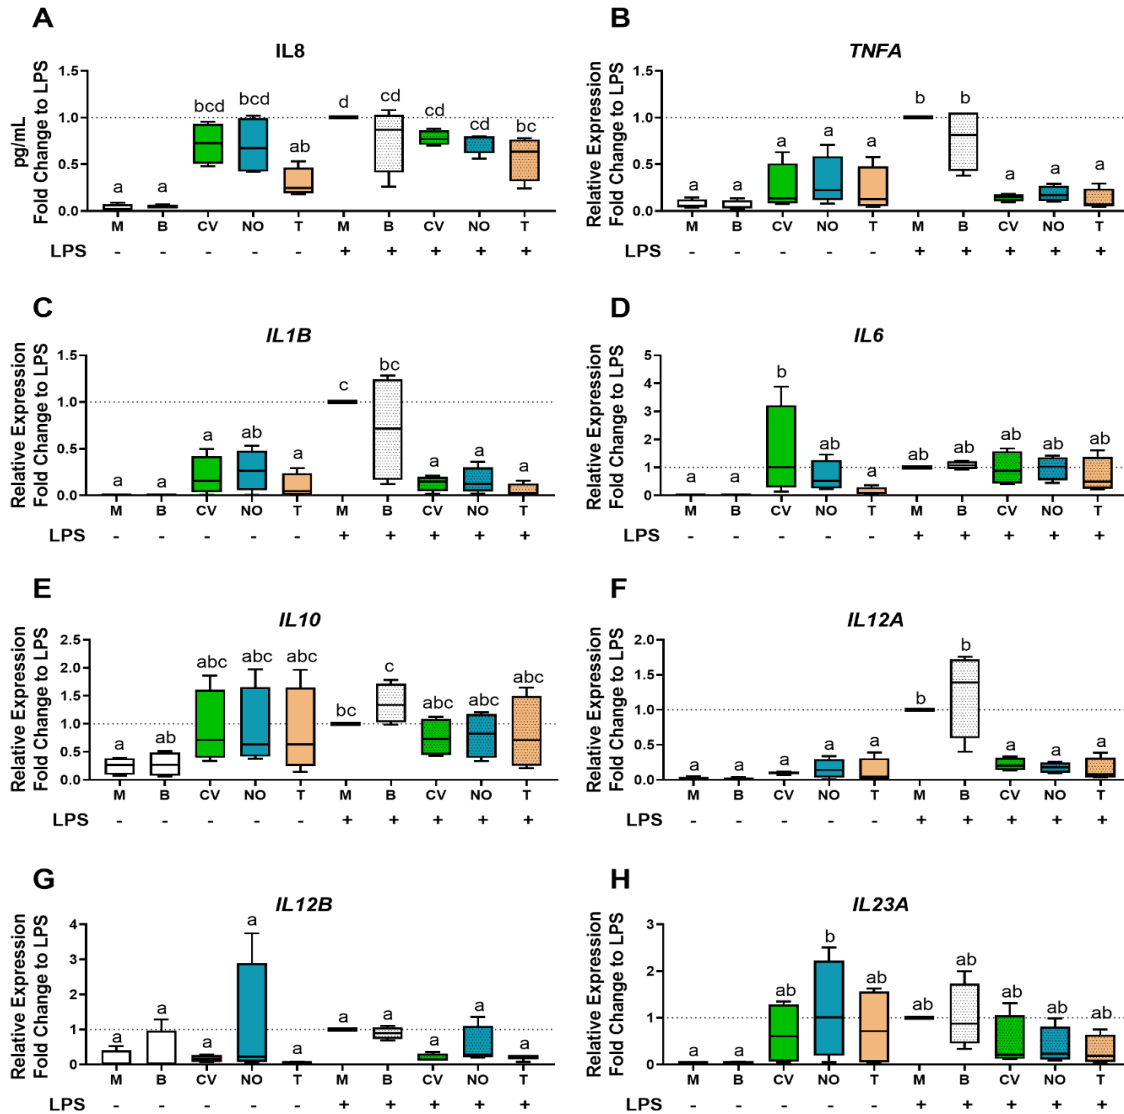 A
IL8
pg/mL
Fold Change to LPS
1.5
1.0
0.5
0.0
a a bcd bcd ab d cd cd cd bc
M B CV NO T M B CV NO T
LPS - - - - - + + + + +
B
TNFA
Relative Expression
Fold Change to LPS
1.5
1.0
0.5
0.0
a a a a a b b a a a
M B CV NO T M B CV NO T
LPS - - - - - + + + + +
C
IL1B
Relative Expression
Fold Change to LPS
1.5
1.0
0.5
0.0
a a a ab a c bc a a a
M B CV NO T M B CV NO T
LPS - - - - - + + + + +
D
IL6
Relative Expression
Fold Change to LPS
5
4
3
2
1
0
a a b ab a ab ab ab ab ab
M B CV NO T M B CV NO T
LPS - - - - - + + + + +
E
IL10
Relative Expression
Fold Change to LPS
2.5
2.0
1.5
1.0
0.5
0.0
a ab abc abc abc bc c abc abc abc
M B CV NO T M B CV NO T
LPS - - - - - + + + + +
F
IL12A
Relative Expression
Fold Change to LPS
2.0
1.5
1.0
0.5
0.0
a a a a a b b a a a
M B CV NO T M B CV NO T
LPS - - - - - + + + + +
G
IL12B
Relative Expression
Fold Change to LPS
4
3
2
1
0
a a a a a a a a a a
M B CV NO T M B CV NO T
LPS - - - - - + + + + +
H
IL23A
Relative Expression
Fold Change to LPS
3
2
1
0
a a ab b ab ab ab ab ab ab
M B CV NO T M B CV NO T
LPS - - - - - + + + + +